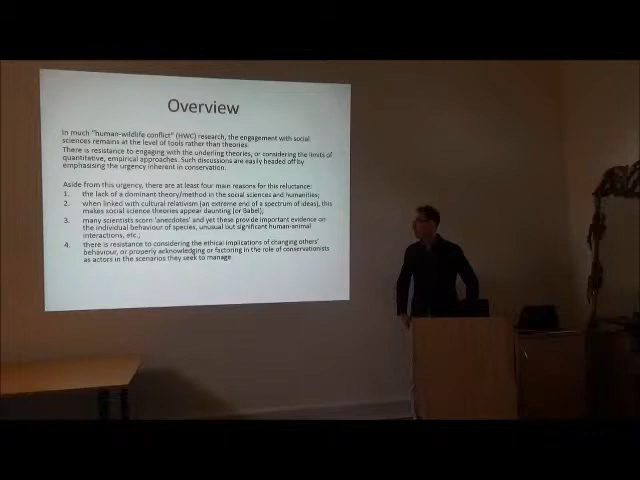 Overview
In much "human-wildlife conflict" (HWC) research, the engagement with social
sciences remains at the level of tools rather than theories.
There is resistance to engaging with the underling theories, or considering the limits of
quantitative, empirical approaches. Such discussions are easily headed off by
emphasising the urgency inherent in conservation.
Aside from this urgency, there are at least four main reasons for this reluctance:
1. the lack of a dominant theory/method in the social sciences and humanities;
2. when linked with cultural relativism (an extreme end of a spectrum of ideas), this
makes social science theories appear daunting (or Babel);
3. many scientists scorn 'anecdotes' and yet these provide important evidence on
the individual behaviour of species, unusual but significant human-animal
interactions, etc.;
4. there is resistance to considering the ethical implications of changing others'
behaviour, or properly acknowledging or factoring in the role of conservationists
as actors in the scenarios they seek to manage